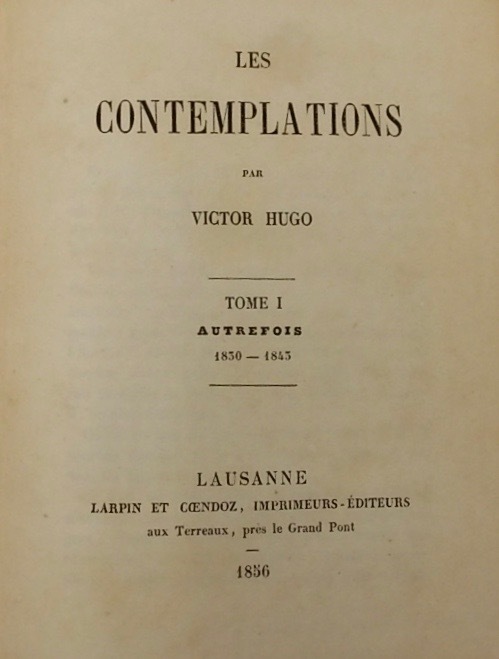 LES
CONTEMPLATIONS
PAR
VICTOR HUGO
TOME I
AUTREFOIS
1830 — 1843
LAUSANNE
LARPIN ET CŒNDOZ, IMPRIMEURS-ÉDITEURS
aux Terreaux, près le Grand Pont
—
1856